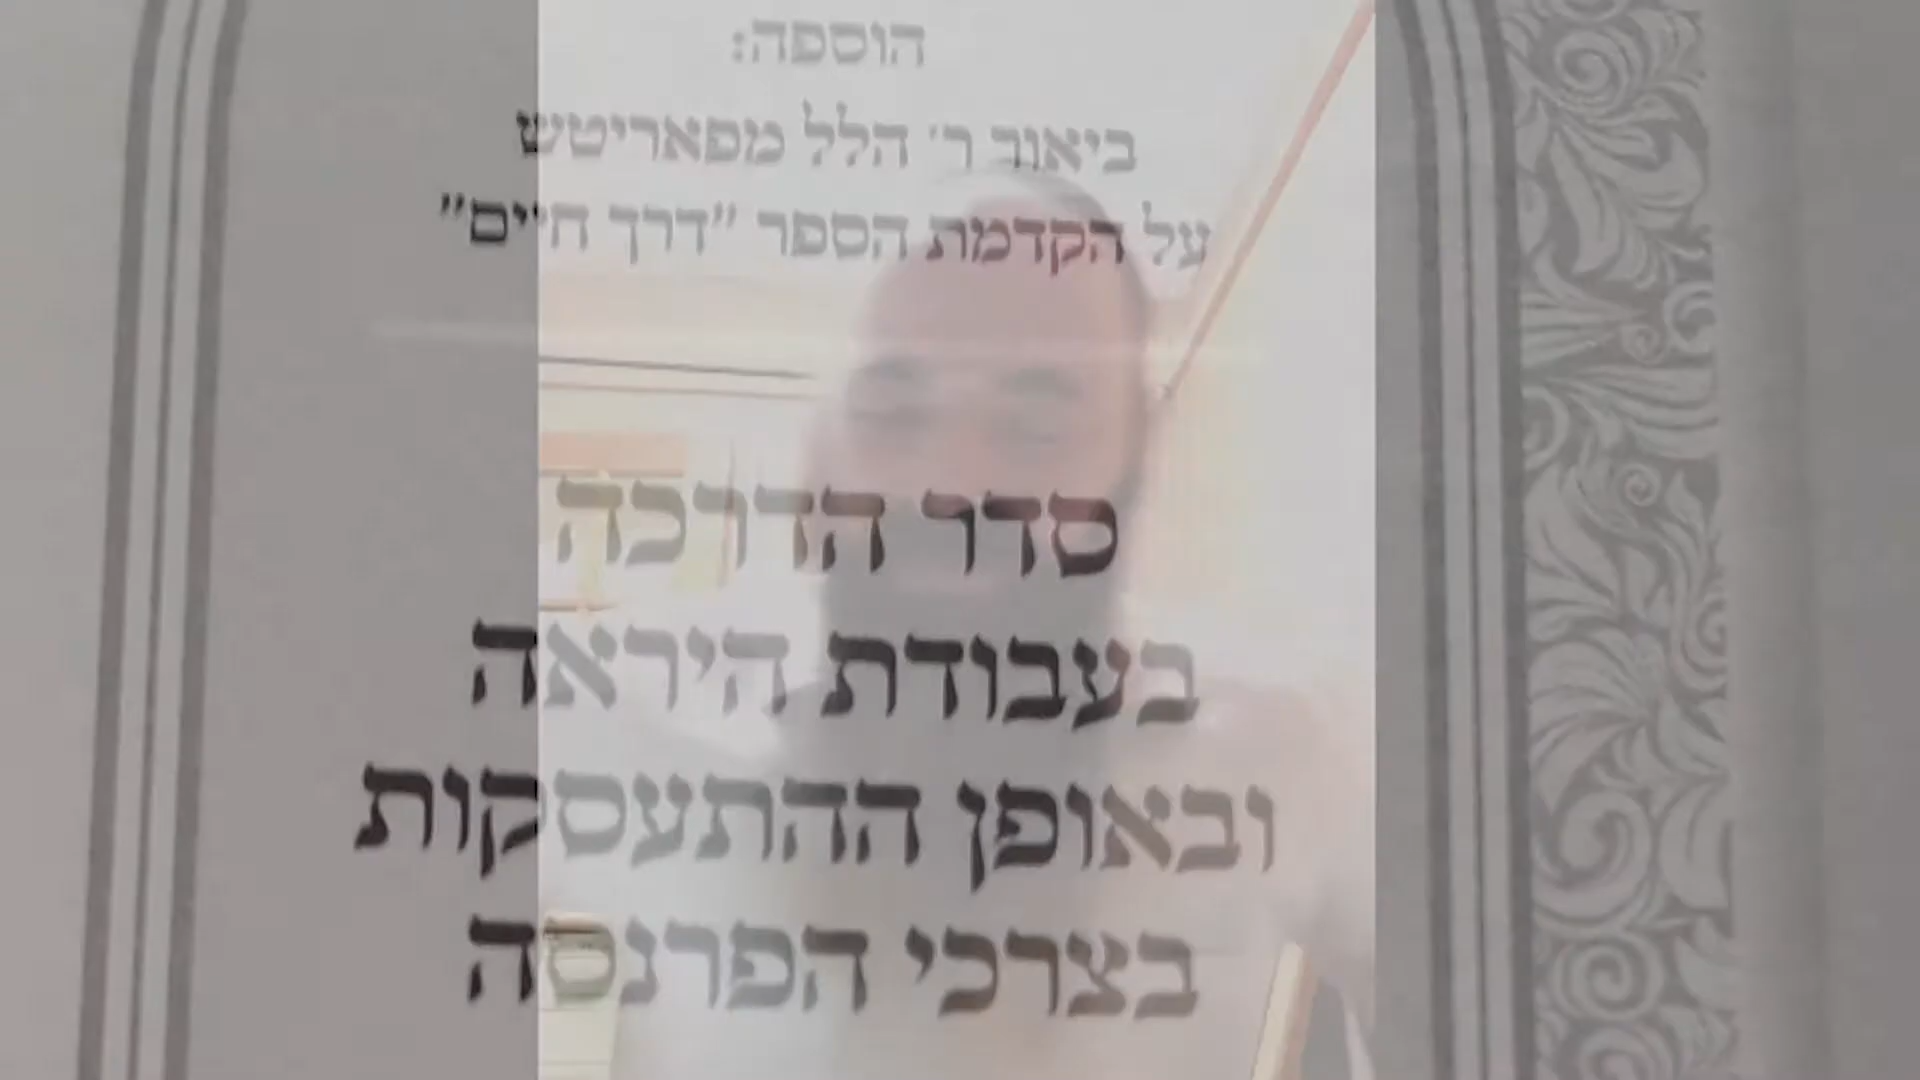 הוספה:
ביאור ר׳ הלל מפאריטש
על הקדמת הספר "דרך חיים"
סדר הדרכה
בעבודת היראה
ובאופן ההתעסקות
בצרכי הפרנסה